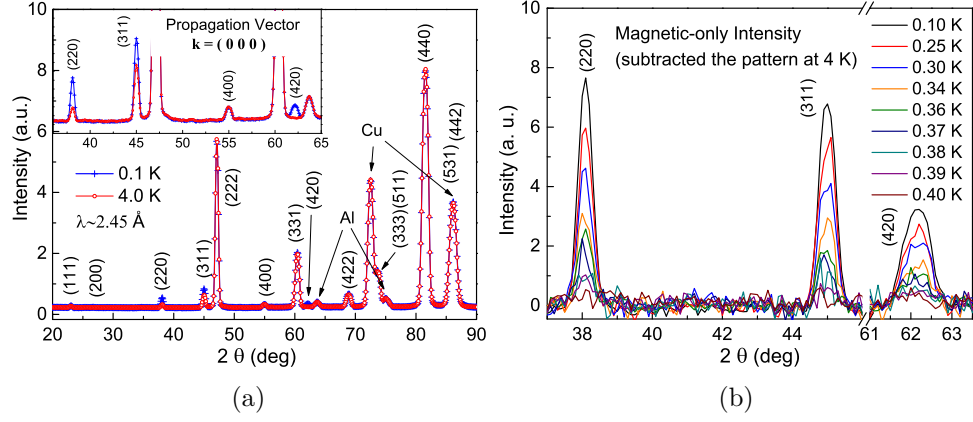 Propagation Vector
k = ( 0 0 0 )
(220)
(311)
(400)
(420)
40 45 50 55 60 65
Intensity (a.u.)
10
8
6
4
2
0
0.1 K
4.0 K
λ~2.45 Å
(111)
(200)
(220)
(311)
(222)
(400)
(331)
(420)
Al
Cu
(422)
(333) (511)
(440)
(531) (442)
20 30 40 50 60 70 80 90
2 θ (deg)
(a)
Magnetic-only Intensity
(subtracted the pattern at 4 K)
(220)
(311)
(420)
0.10 K
0.25 K
0.30 K
0.34 K
0.36 K
0.37 K
0.38 K
0.39 K
0.40 K
Intensity (a. u.)
10
8
6
4
2
0
38 40 42 44 61 62 63
2 θ (deg)
(b)